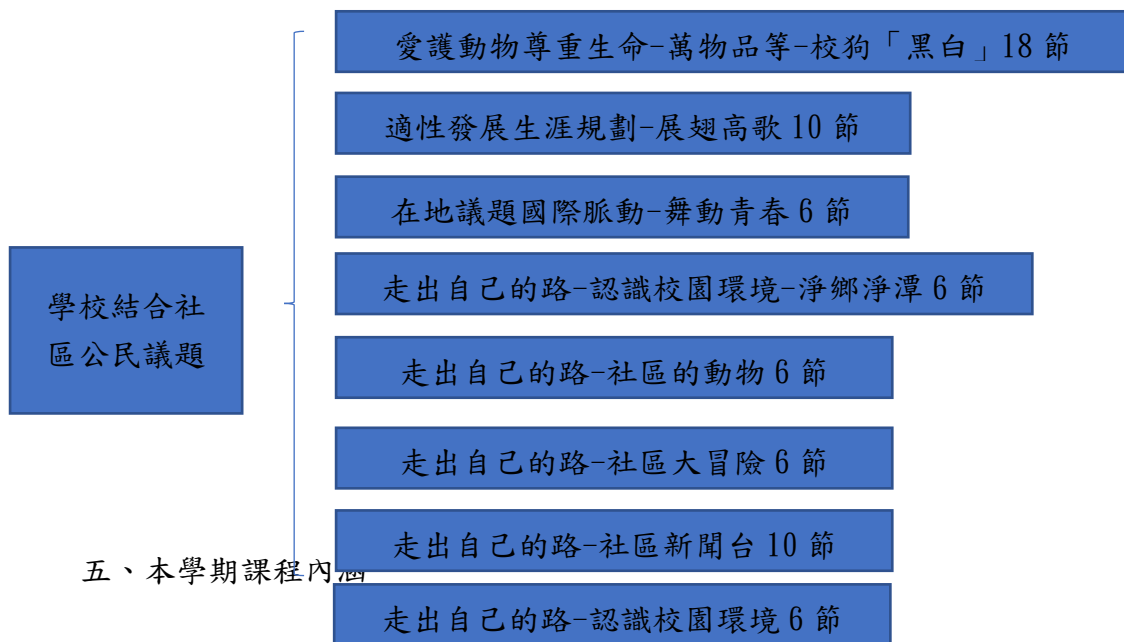 愛護動物尊重生命-萬物品等-校狗「黑白」18 節
適性發展生涯規劃-展翅高歌 10 節
在地議題國際脈動-舞動青春 6 節
學校結合社
區公民議題
走出自己的路-認識校園環境-淨鄉淨潭 6 節
走出自己的路-社區的動物 6 節
走出自己的路-社區大冒險 6 節
走出自己的路-社區新聞台 10 節
五、本學期課程內涵
走出自己的路-認識校園環境 6 節